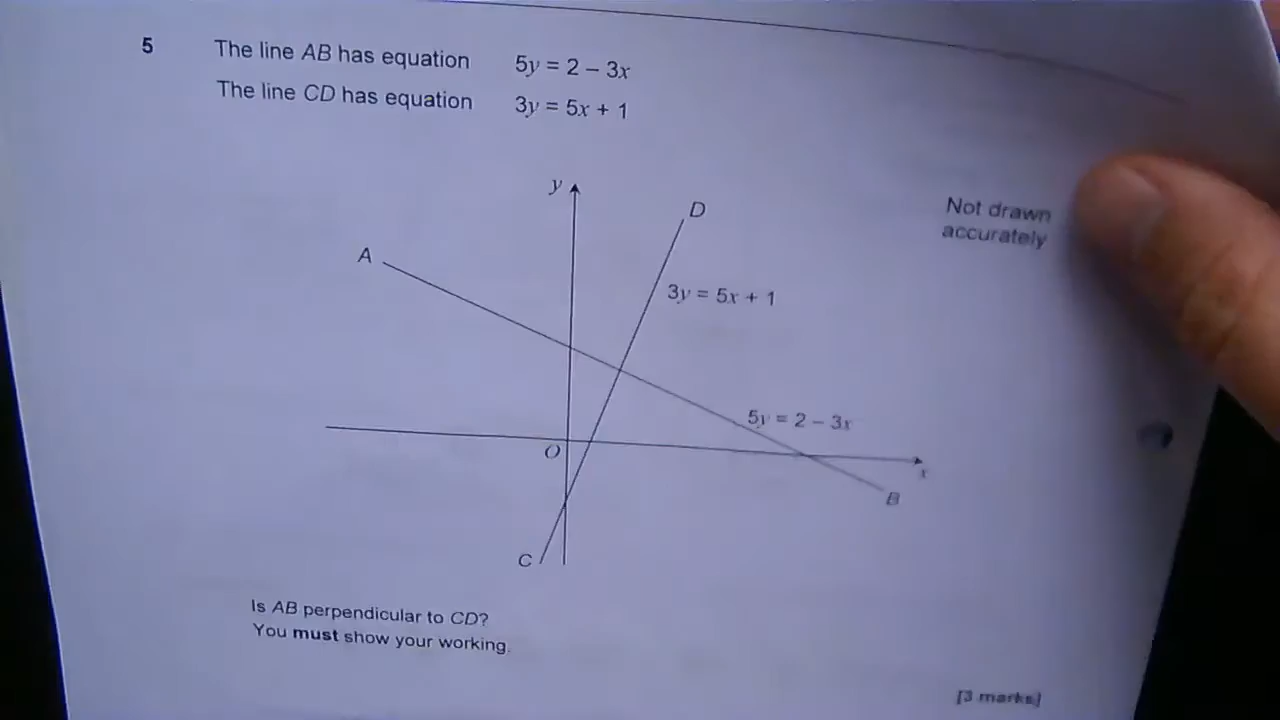 5 The line AB has equation 5y = 2 – 3x
The line CD has equation 3y = 5x + 1
y
D
Not drawn
accurately
A
3y = 5x + 1
5y = 2 – 3x
O
x
B
C
Is AB perpendicular to CD?
You must show your working.
[3 marks]